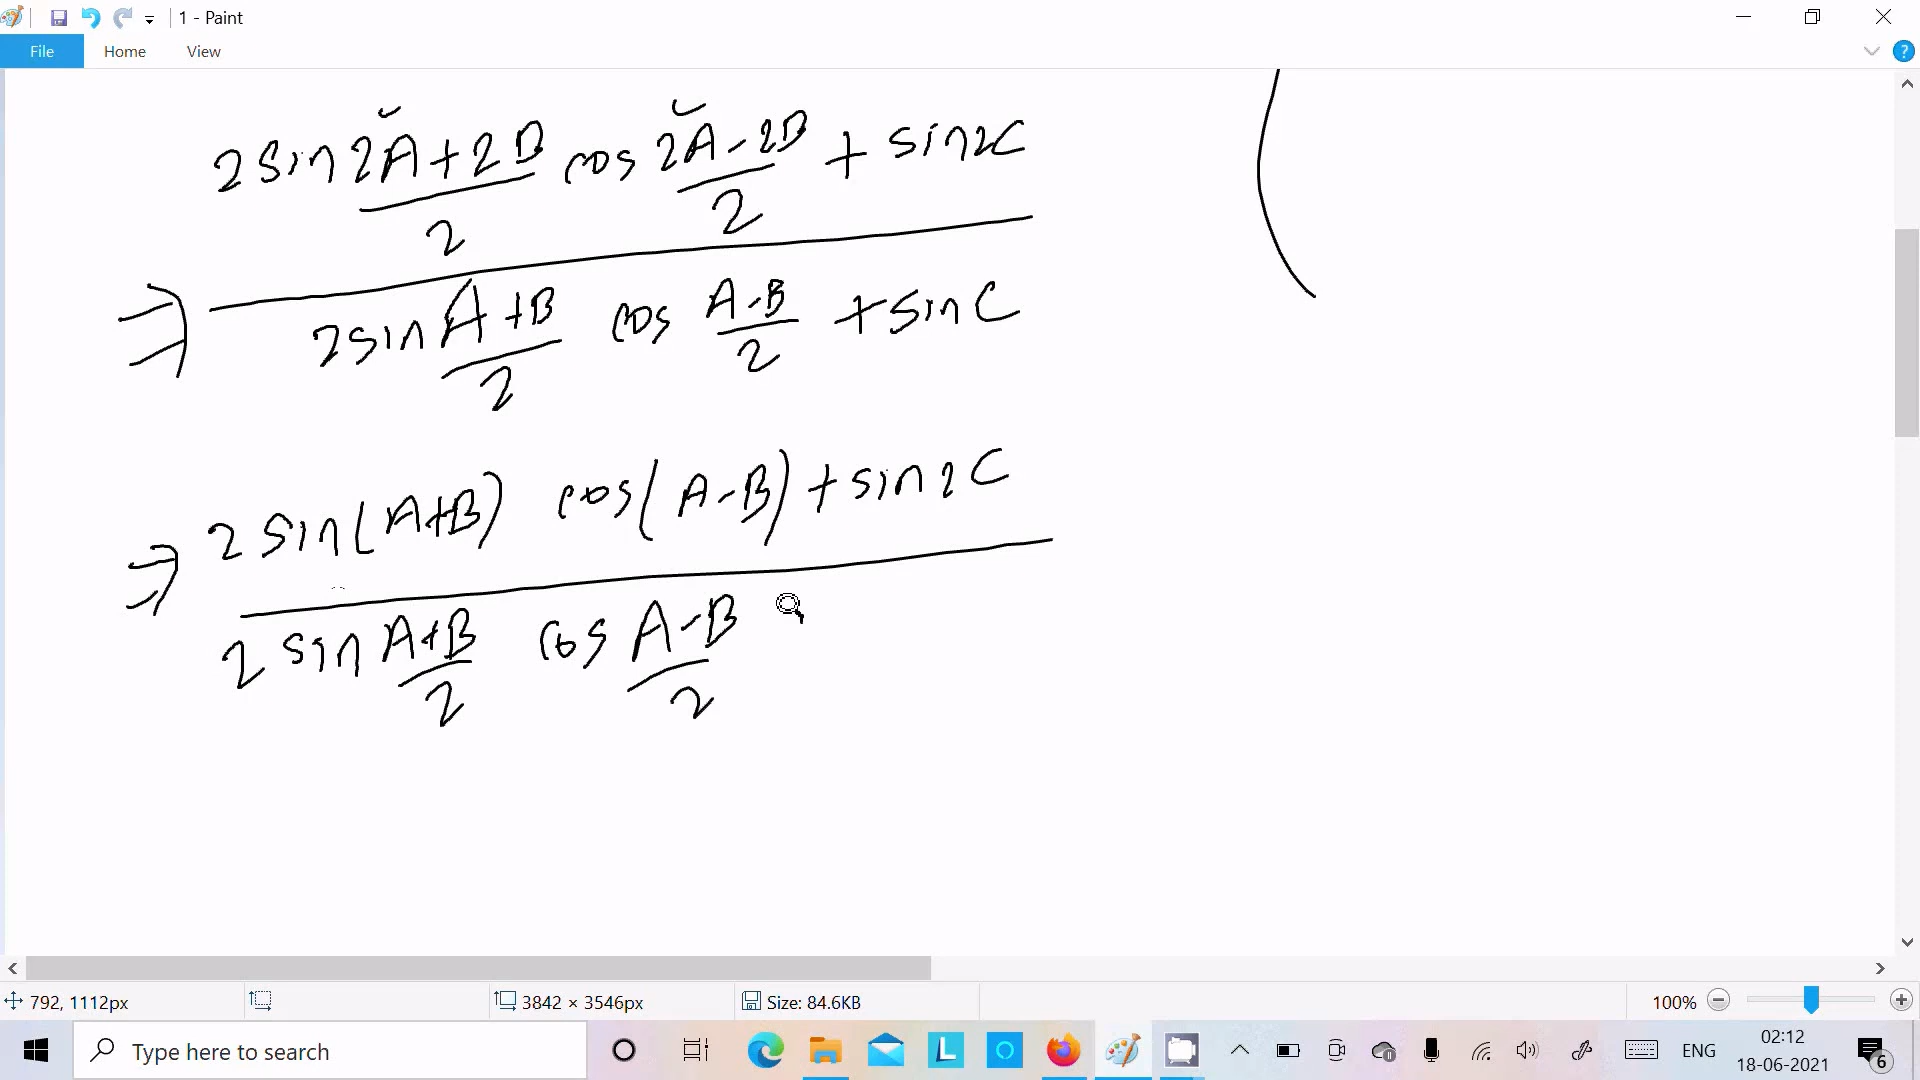 1 - Paint
File Home View
2 sin 2A+2B/2 cos 2A-2B/2 + sin2C
⇒
2 sin A+B/2 cos A-B/2 + sin C
⇒ 2 sin(A+B) cos(A-B) + sin2C
2 sin A+B/2 cos A-B/2
792, 1112px 3842 × 3546px Size: 84.6KB 100%
Type here to search
ENG 02:12
18-06-2021
6